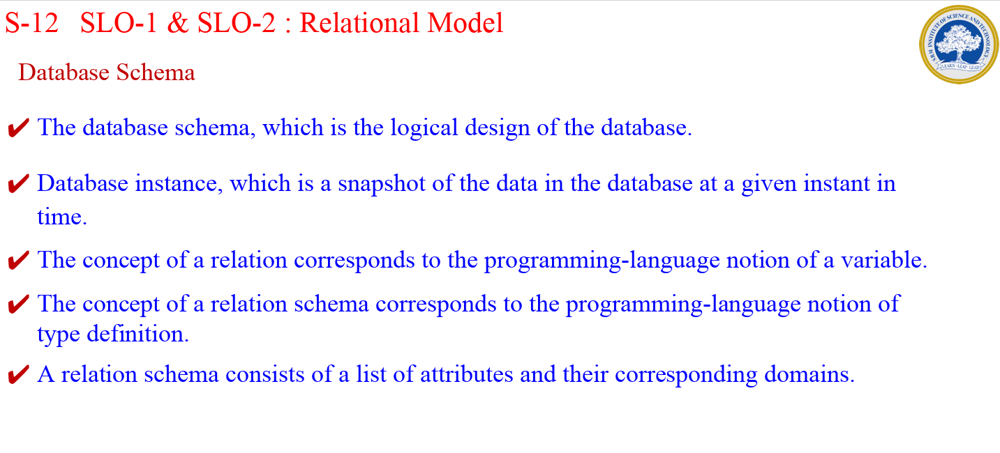 S-12 SLO-1 & SLO-2 : Relational Model
SRM INSTITUTE OF SCIENCE AND TECHNOLOGY
LEARN · LEAP · LEAD
Database Schema
✔ The database schema, which is the logical design of the database.
✔ Database instance, which is a snapshot of the data in the database at a given instant in
time.
✔ The concept of a relation corresponds to the programming-language notion of a variable.
✔ The concept of a relation schema corresponds to the programming-language notion of
type definition.
✔ A relation schema consists of a list of attributes and their corresponding domains.